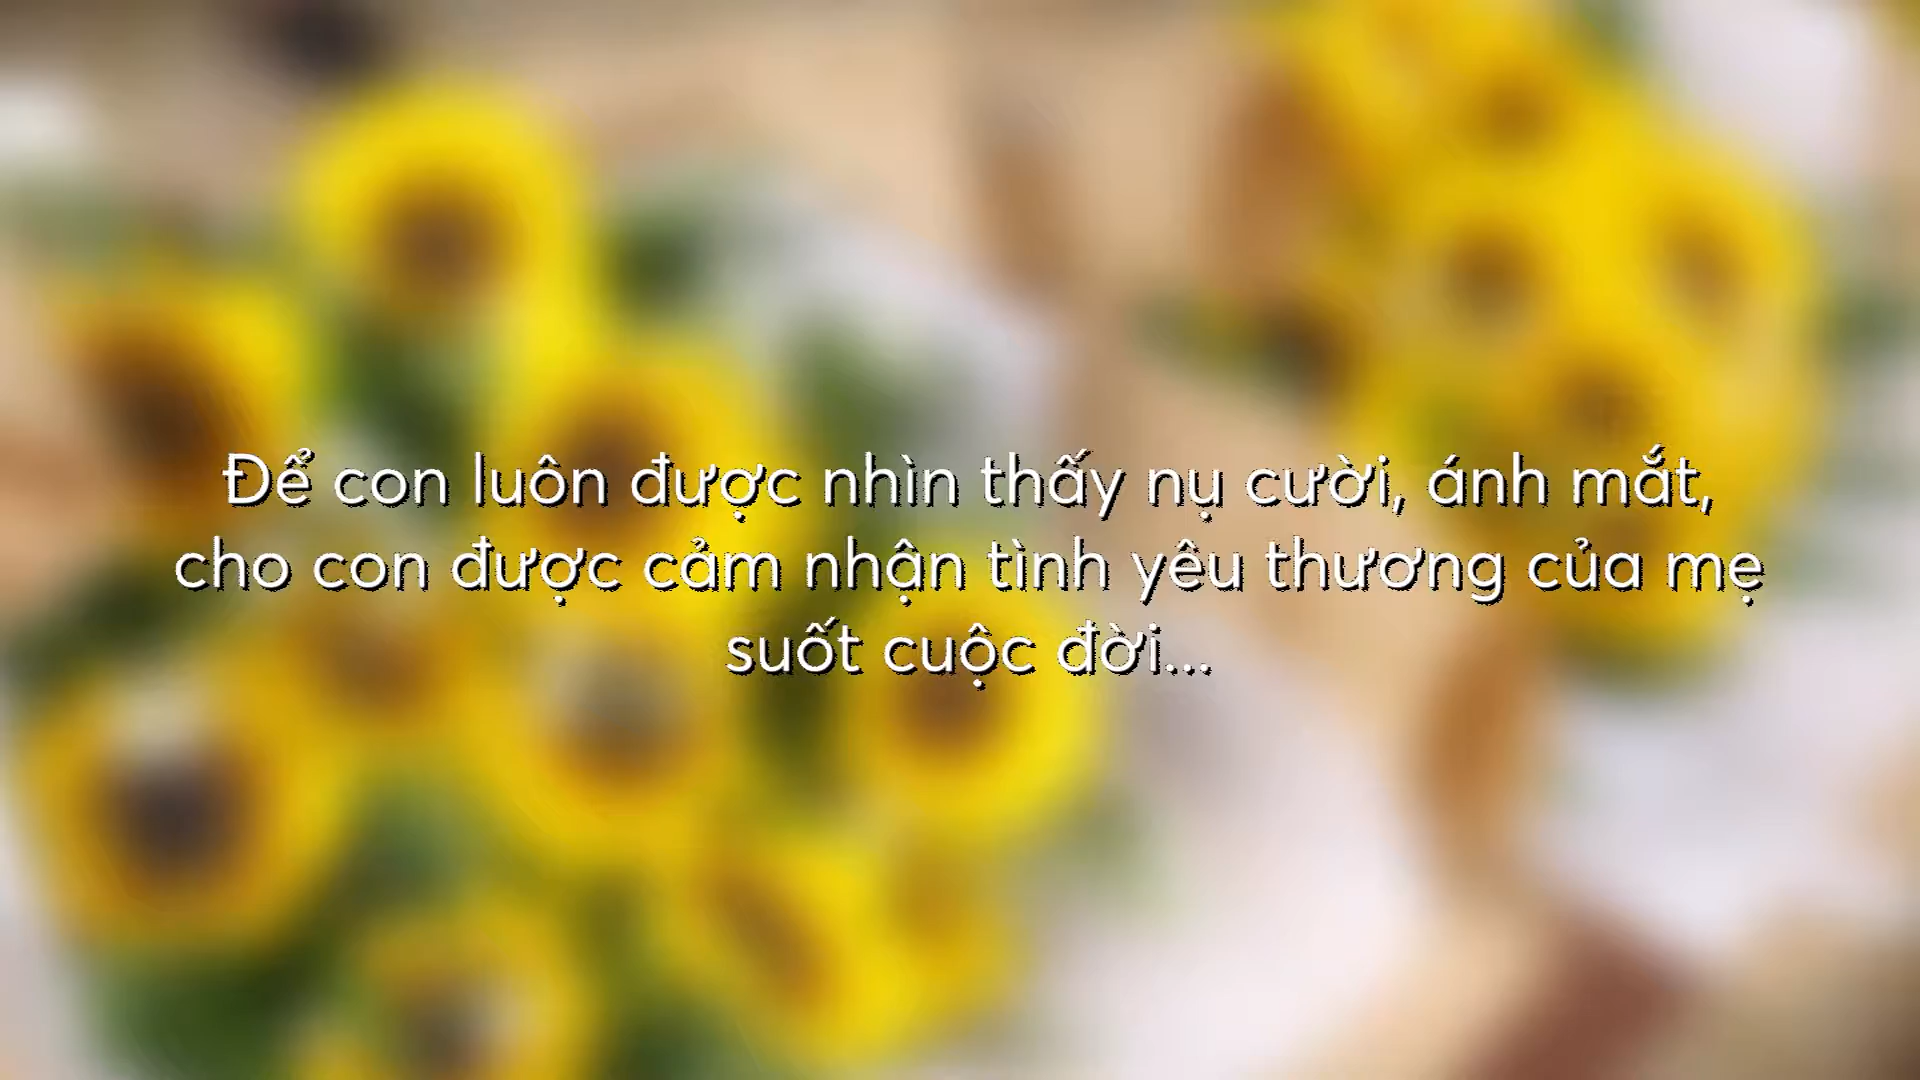 Để con luôn được nhìn thấy nụ cười, ánh mắt,
cho con được cảm nhận tình yêu thương của mẹ
suốt cuộc đời...